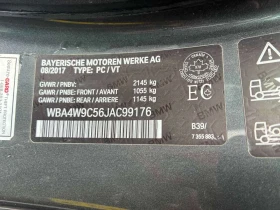 BAYERISCHE MOTOREN WERKE AG
08/2017 TYPE: PC / VT
GVWR / PNBV: 2145 kg
GAWR / PNBE: FRONT / AVANT 1055 kg
GAWR / PNBE: REAR / ARRIERE 1145 kg
WBA4W9C56JAC99176
EC
B39/